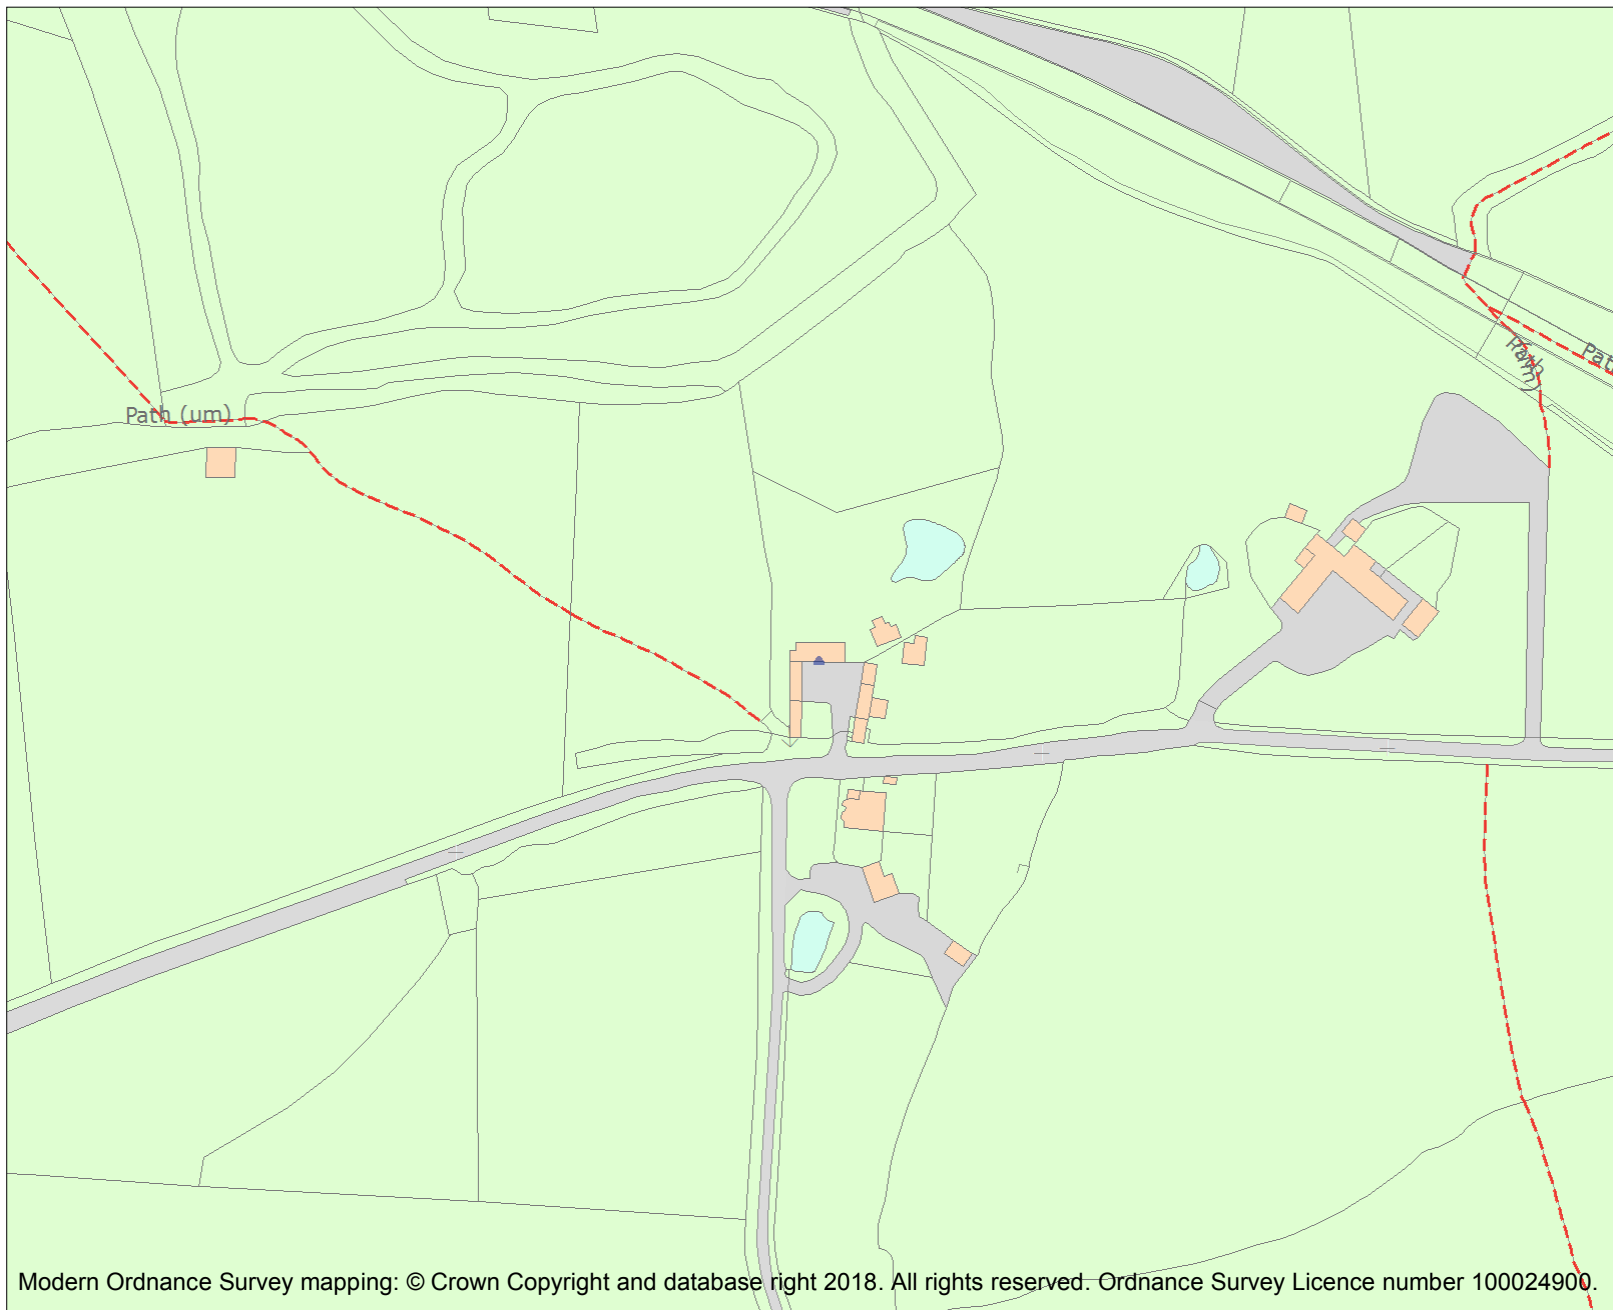 Path
(um)
Path (um)
Modern Ordnance Survey mapping: © Crown Copyright and database right 2018. All rights reserved. Ordnance Survey Licence number 100024900.